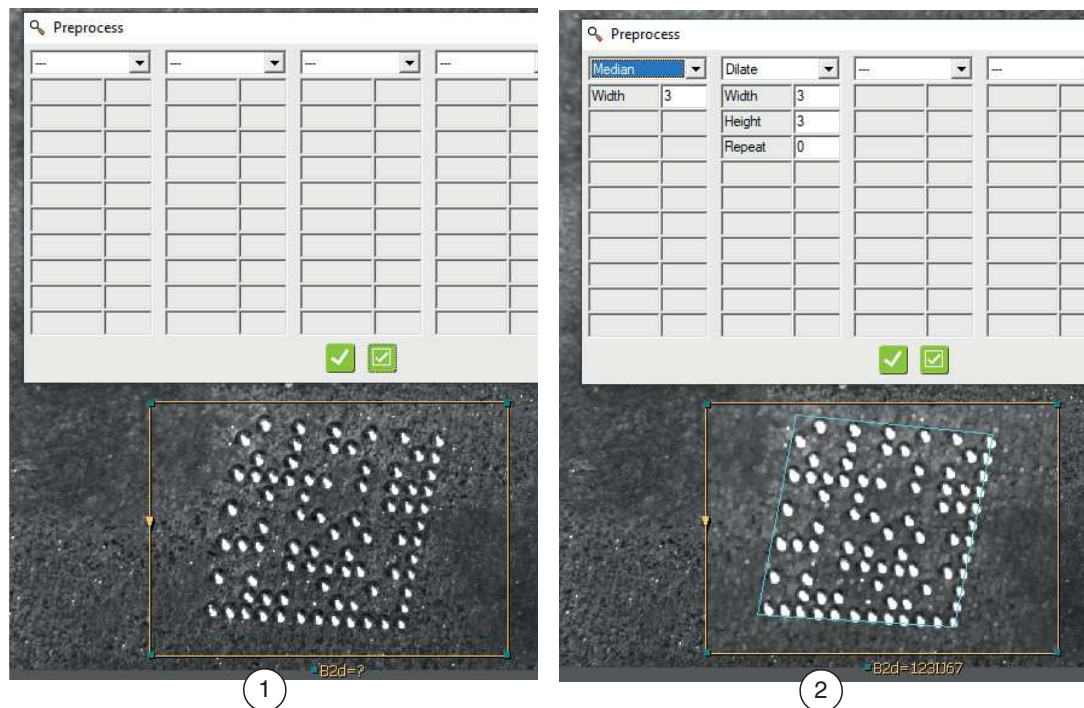 Preprocess
---
---
---
---
B2d=?
1
Preprocess
Median
Dilate
---
---
Width 3
Width 3
Height 3
Repeat 0
B2d=123IJ67
2